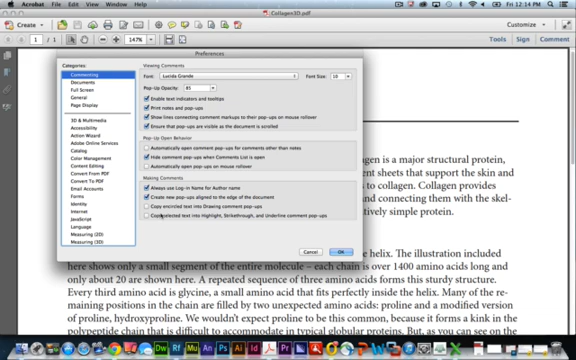 Acrobat File Edit View Window Help
Fri 12:14 PM
Collagen3D.pdf
Create
Customize
1 / 1
147%
Tools Sign Comment
Preferences
Categories:
Commenting
Documents
Full Screen
General
Page Display
3D & Multimedia
Accessibility
Action Wizard
Adobe Online Services
Catalog
Color Management
Content Editing
Convert From PDF
Convert To PDF
Email Accounts
Forms
Identity
Internet
JavaScript
Language
Measuring (2D)
Measuring (3D)
Viewing Comments
Font: Lucida Grande Font Size: 10
Pop-Up Opacity: 85
Enable text indicators and tooltips
Print notes and pop-ups
Show lines connecting comment markups to their pop-ups on mouse rollover
Ensure that pop-ups are visible as the document is scrolled
Pop-up Open Behavior
Automatically open comment pop-ups for comments other than notes
Hide comment pop-ups when Comments List is open
Automatically open pop-ups on mouse rollover
Making Comments
Always use Log-in Name for Author name
Create new pop-ups aligned to the edge of the document
Copy encircled text into Drawing comment pop-ups
Copy selected text into Highlight, Strikethrough, and Underline comment pop-ups
Cancel OK
agen is a major structural protein,
ent sheets that support the skin and
to collagen. Collagen provides
and connecting them with the skel-
tively simple protein.
helix. The illustration included
here shows only a small segment of the entire molecule – each chain is over 1400 amino acids long and
only about 20 are shown here. A repeated sequence of three amino acids forms this sturdy structure.
Every third amino acid is glycine, a small amino acid that fits perfectly inside the helix. Many of the re-
maining positions in the chain are filled by two unexpected amino acids: proline and a modified version
of proline, hydroxyproline. We wouldn't expect proline to be this common, because it forms a kink in the
polypeptide chain that is difficult to accommodate in typical globular proteins. But, as you can see on the